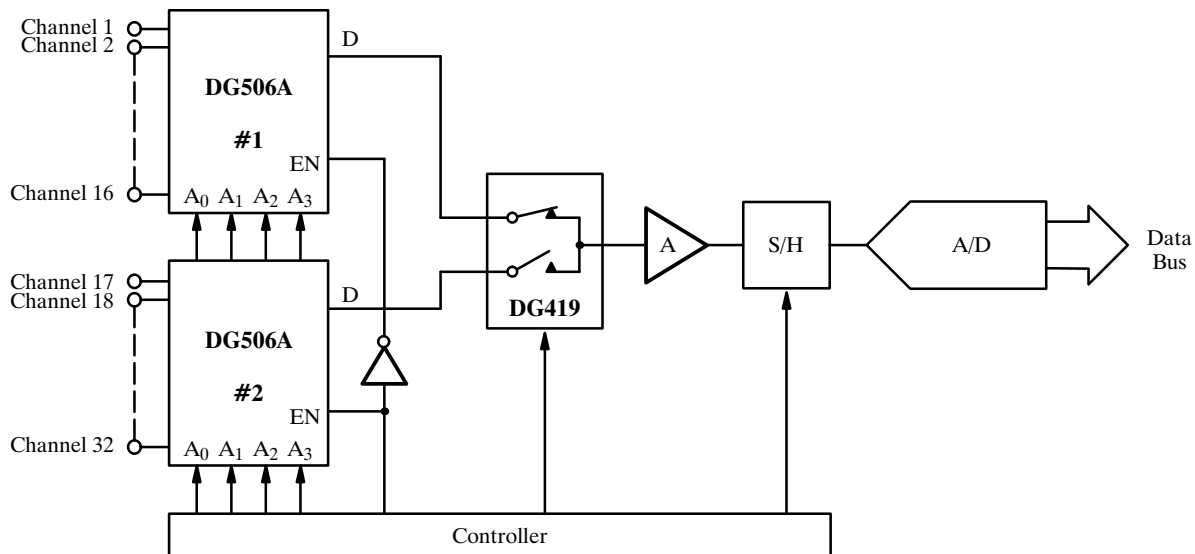 Channel 1
Channel 2
D
DG506A
#1
EN
Channel 16
A0 A1 A2 A3
Channel 17
Channel 18
D
DG506A
#2
EN
Channel 32
A0 A1 A2 A3
DG419
A
S/H
A/D
Data
Bus
Controller